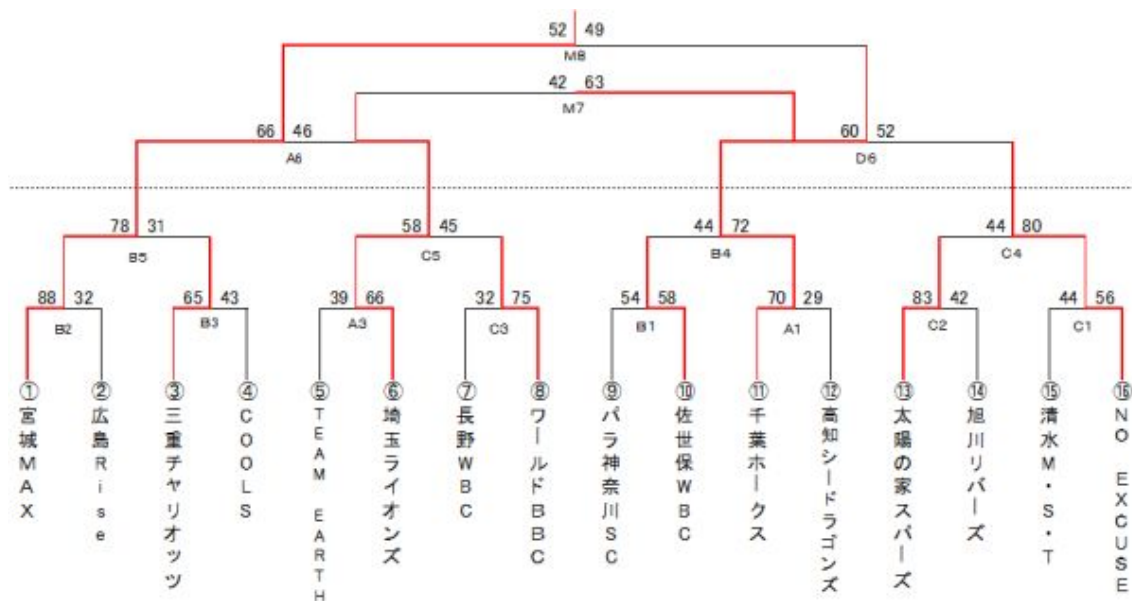 52 49
M8
42 63
M7
66 46
A6
60 52
D6
78 31
B5
58 45
C5
44 72
B4
44 80
C4
88 32
B2
65 43
B3
39 66
A3
32 75
C3
54 58
B1
70 29
A1
83 42
C2
44 56
C1
①宮城MAX
②広島Rise
③三重チャリオッツ
④COOLS
⑤TEAM EARTH
⑥埼玉ライオンズ
⑦長野WBC
⑧ワールドBBC
⑨パラ神奈川SC
⑩佐世保WBC
⑪千葉ホークス
⑫高知シードラゴンズ
⑬太陽の家スパーズ
⑭旭川リバーズ
⑮清水M・S・T
⑯NO EXCUSE